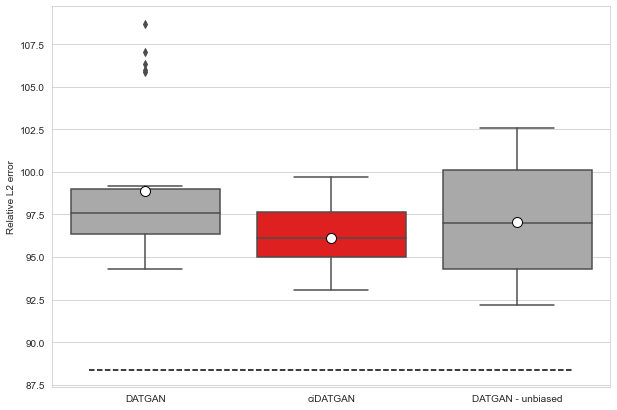 107.5
105.0
102.5
100.0
97.5
95.0
92.5
90.0
87.5
Relative L2 error
DATGAN
ciDATGAN
DATGAN - unbiased